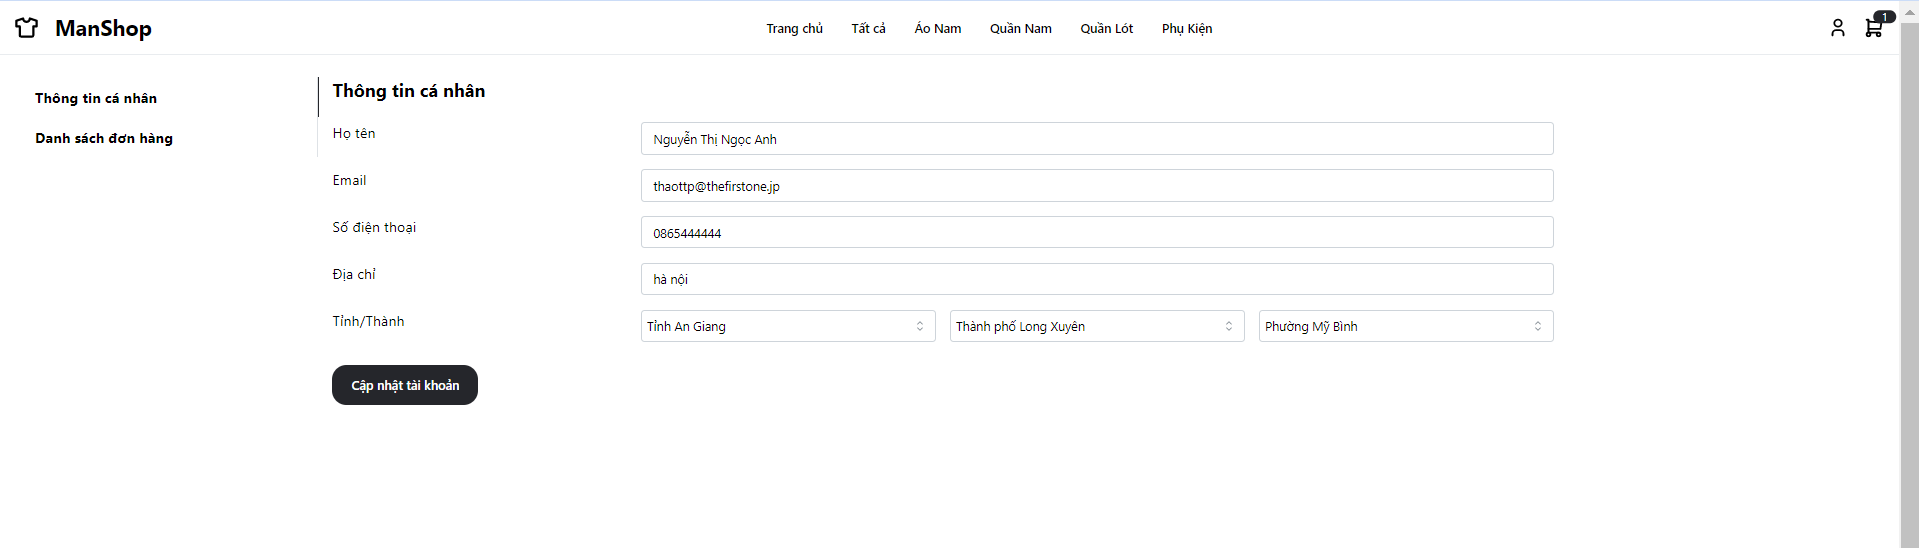 ManShop
Trang chủ Tất cả Áo Nam Quần Nam Quần Lót Phụ Kiện
1
Thông tin cá nhân
Danh sách đơn hàng
Thông tin cá nhân
Họ tên
Nguyễn Thị Ngọc Anh
Email
thaottp@thefirstone.jp
Số điện thoại
0865444444
Địa chỉ
hà nội
Tỉnh/Thành
Tỉnh An Giang
Thành phố Long Xuyên
Phường Mỹ Bình
Cập nhật tài khoản